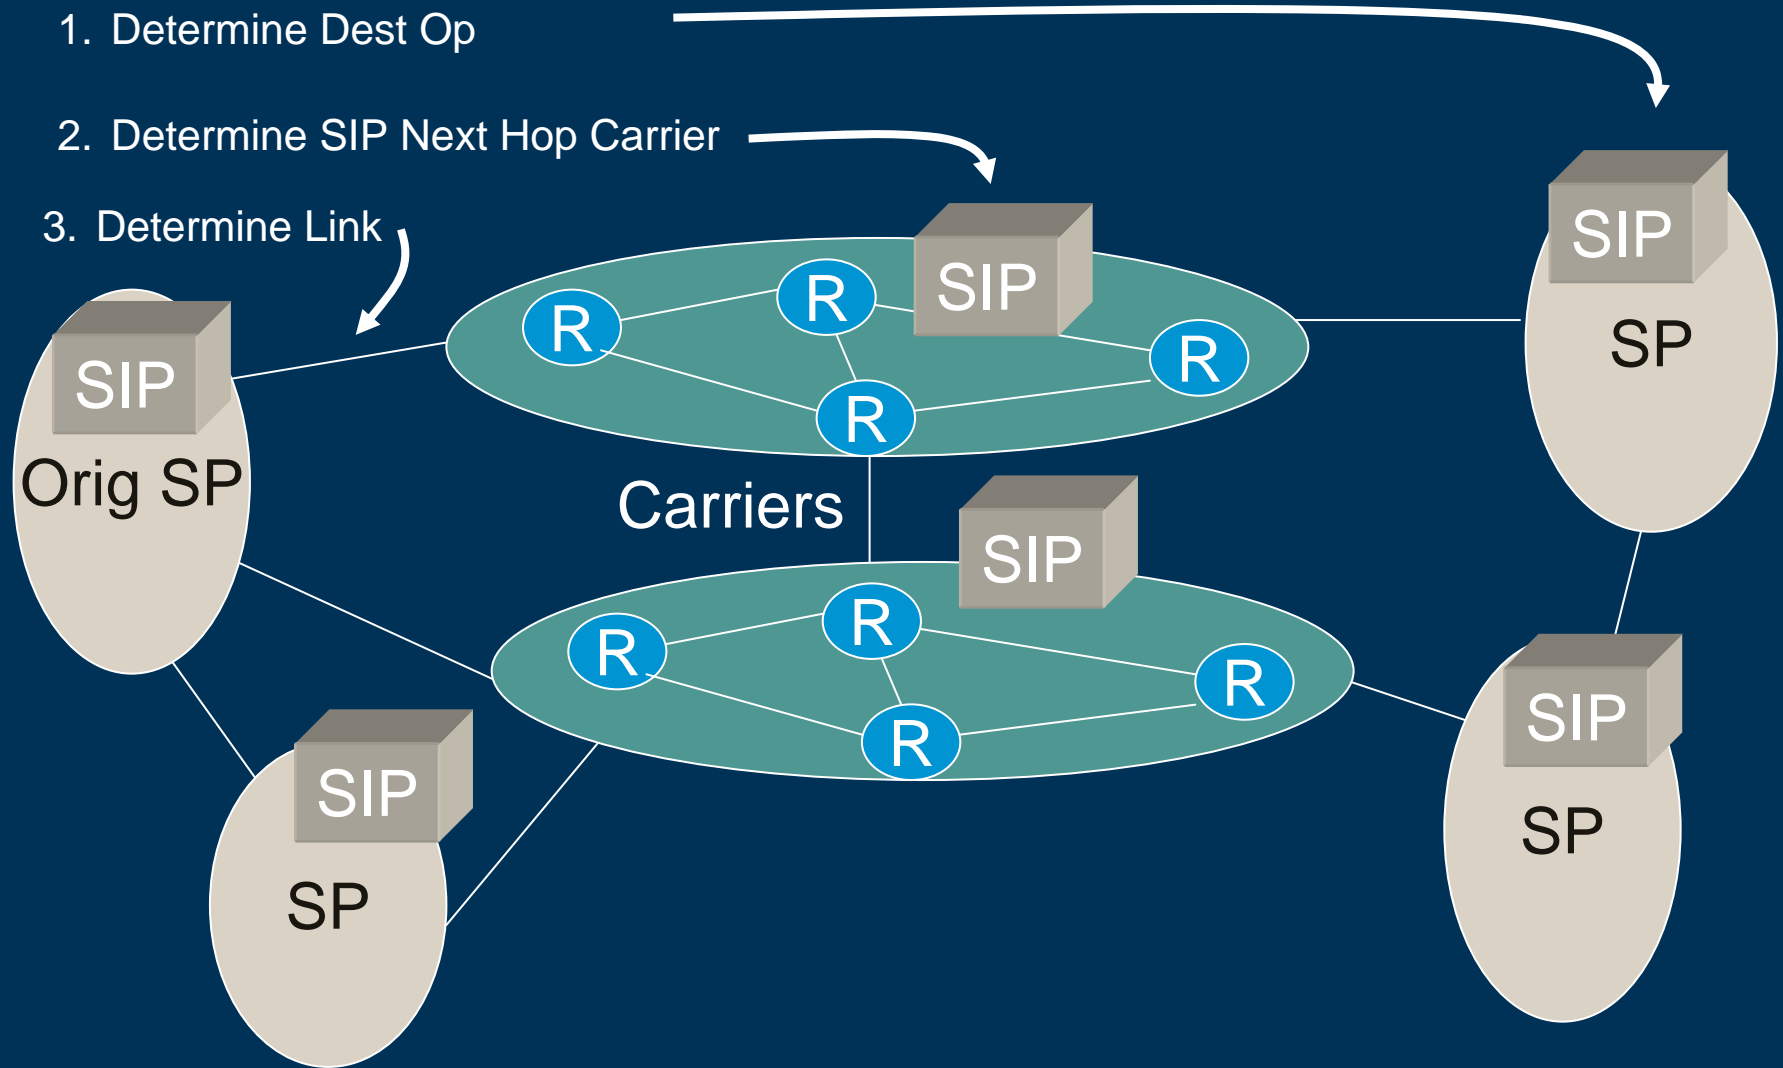 1. Determine Dest Op
2. Determine SIP Next Hop Carrier
3. Determine Link
SIP
SIP
R
R
R
R
SP
SIP
Orig SP
Carriers
SIP
R
R
R
R
SIP
SP
SIP
SP